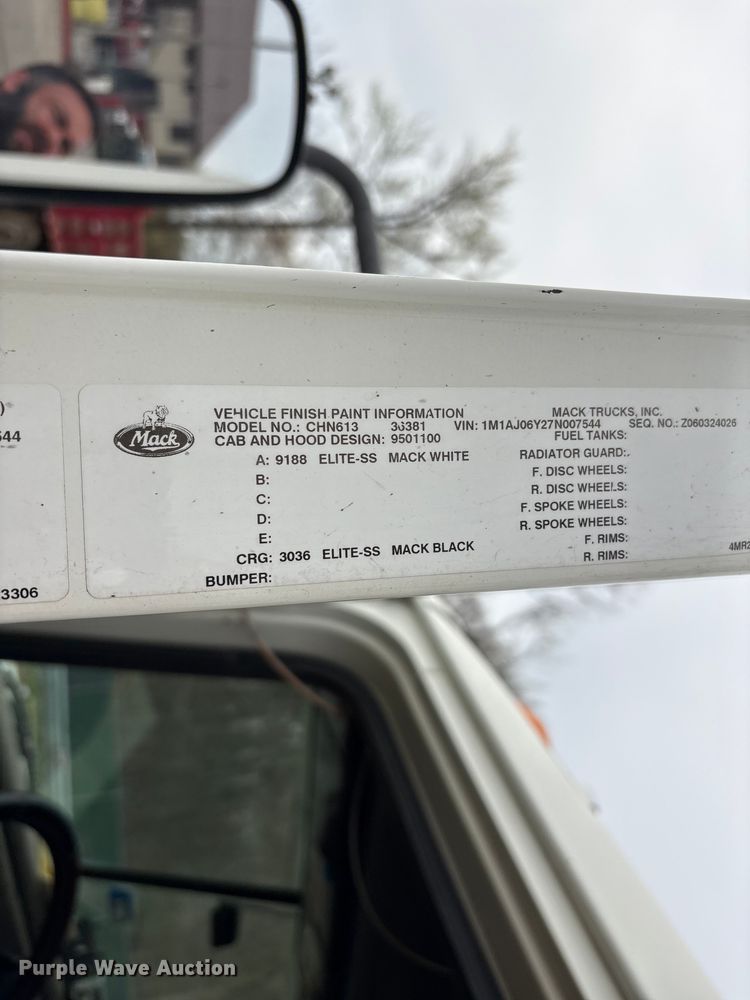 )
544
3306
Mack
VEHICLE FINISH PAINT INFORMATION MACK TRUCKS, INC.
MODEL NO.: CHN613 36381 VIN: 1M1AJ06Y27N007544 SEQ. NO.: Z060324026
CAB AND HOOD DESIGN: 9501100 FUEL TANKS:
A: 9188 ELITE-SS MACK WHITE RADIATOR GUARD:
B: F. DISC WHEELS:
C: R. DISC WHEELS:
D: F. SPOKE WHEELS:
E: R. SPOKE WHEELS:
F. RIMS:
CRG: 3036 ELITE-SS MACK BLACK R. RIMS:
BUMPER:
4MR2
Purple Wave Auction